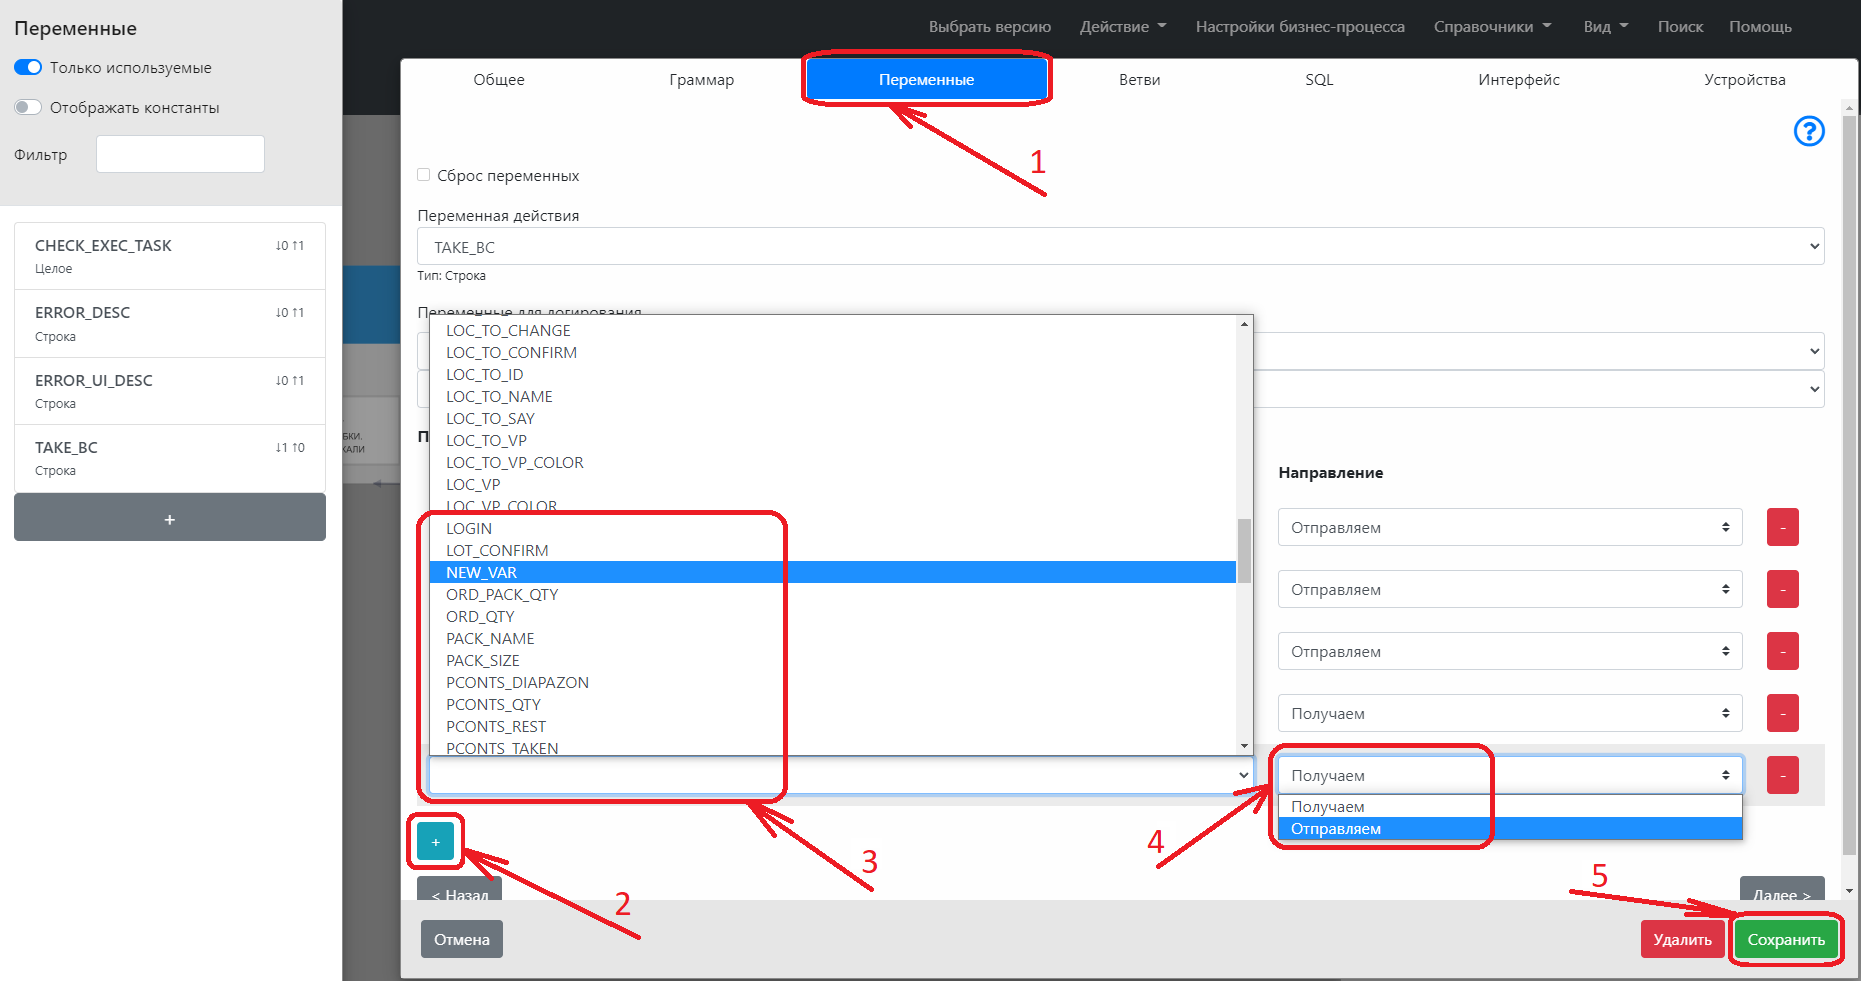 Переменные
Только используемые
Отображать константы
Фильтр
CHECK_EXEC_TASK ↓0 ↑1
Целое
ERROR_DESC ↓0 ↑1
Строка
ERROR_UI_DESC ↓0 ↑1
Строка
TAKE_BC ↓1 ↑0
Строка
+
Выбрать версию Действие Настройки бизнес-процесса Справочники Вид Поиск Помощь
Общее Граммар Переменные Ветви SQL Интерфейс Устройства
?
1
Сброс переменных
Переменная действия
TAKE_BC
Тип: Строка
Переменные для логирования
LOC_TO_CHANGE
LOC_TO_CONFIRM
LOC_TO_ID
LOC_TO_NAME
LOC_TO_SAY
LOC_TO_VP
LOC_TO_VP_COLOR
LOC_VP
LOC_VP_COLOR
LOGIN
LOT_CONFIRM
NEW_VAR
ORD_PACK_QTY
ORD_QTY
PACK_NAME
PACK_SIZE
PCONTS_DIAPAZON
PCONTS_QTY
PCONTS_REST
PCONTS_TAKEN
Направление
Отправляем -
Отправляем -
Отправляем -
Получаем -
Получаем -
Получаем
Отправляем
+
2
3
4
5
< Назад
Далее >
Отмена
Удалить
Сохранить